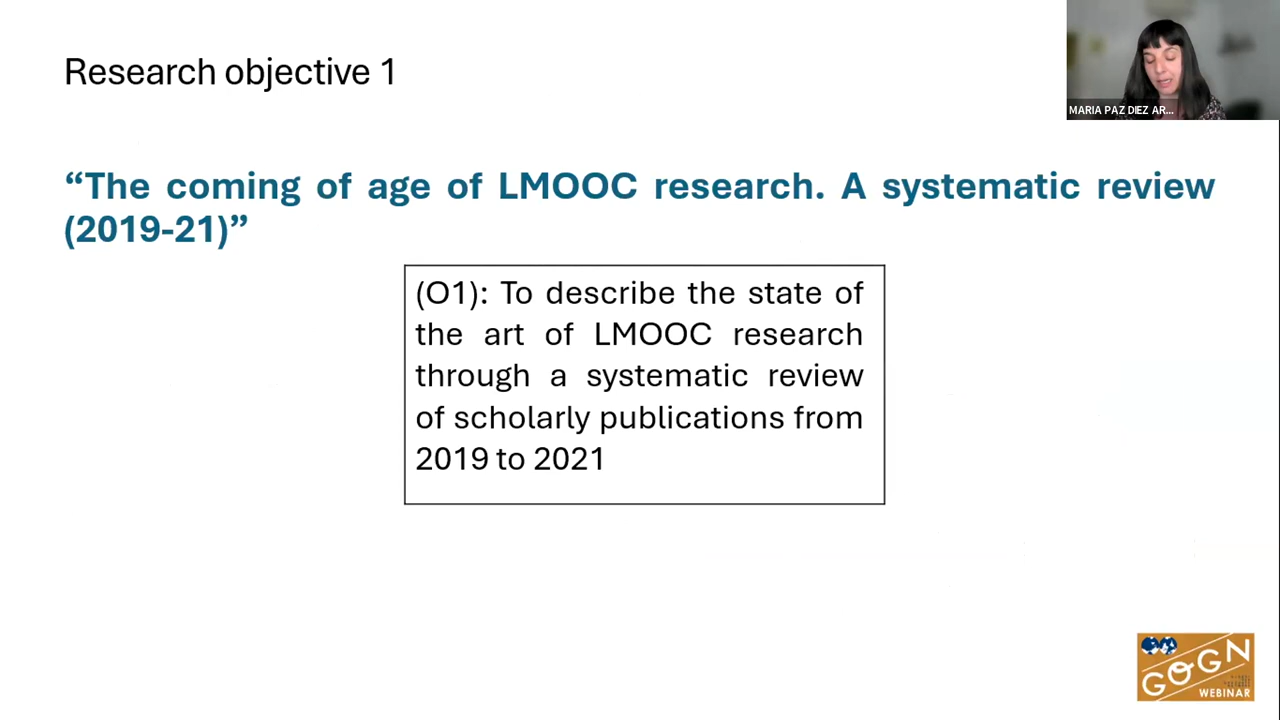 Research objective 1
MARIA PAZ DIEZ AR...
“The coming of age of LMOOC research. A systematic review
(2019-21)”
(O1): To describe the state of
the art of LMOOC research
through a systematic review
of scholarly publications from
2019 to 2021
GOGN
WEBINAR